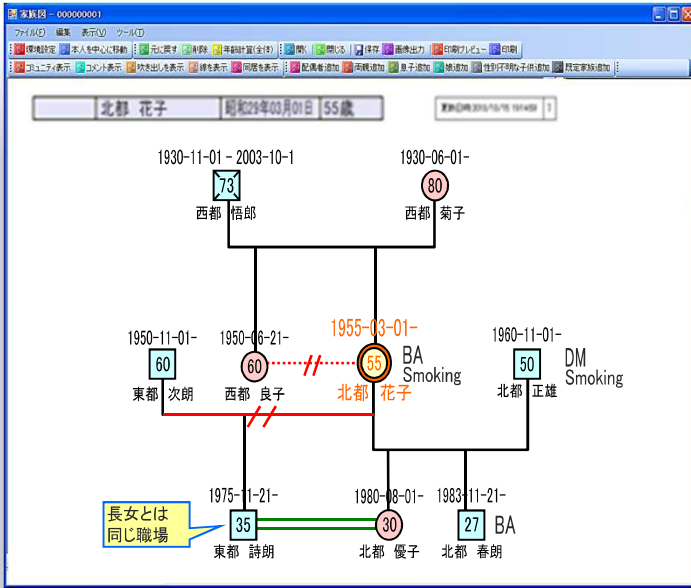 家族図 - 000000001
ファイル(F) 編集 表示(V) ツール(T)
環境設定 本人を中心に移動 元に戻す 削除 年齢計算(全体) 開く 閉じる 保存 画像出力 印刷プレビュー 印刷
コミュニティ表示 コメント表示 吹き出しを表示 線を表示 同居を表示 配偶者追加 両親追加 息子追加 娘追加 性別不明な子供追加 既定家族追加
北都 花子 昭和29年03月01日 55歳
1930-11-01 - 2003-10-1 1930-06-01-
73 80
西都 悟郎 西都 菊子
1955-03-01-
1950-11-01- 1950-06-21- 1960-11-01-
60 60 55 BA 50 DM
Smoking Smoking
東都 次朗 西都 良子 北都 花子 北都 正雄
1975-11-21- 1980-08-01- 1983-11-21-
長女とは
同じ職場
35 30 27 BA
東都 詩朗 北都 優子 北都 春朗